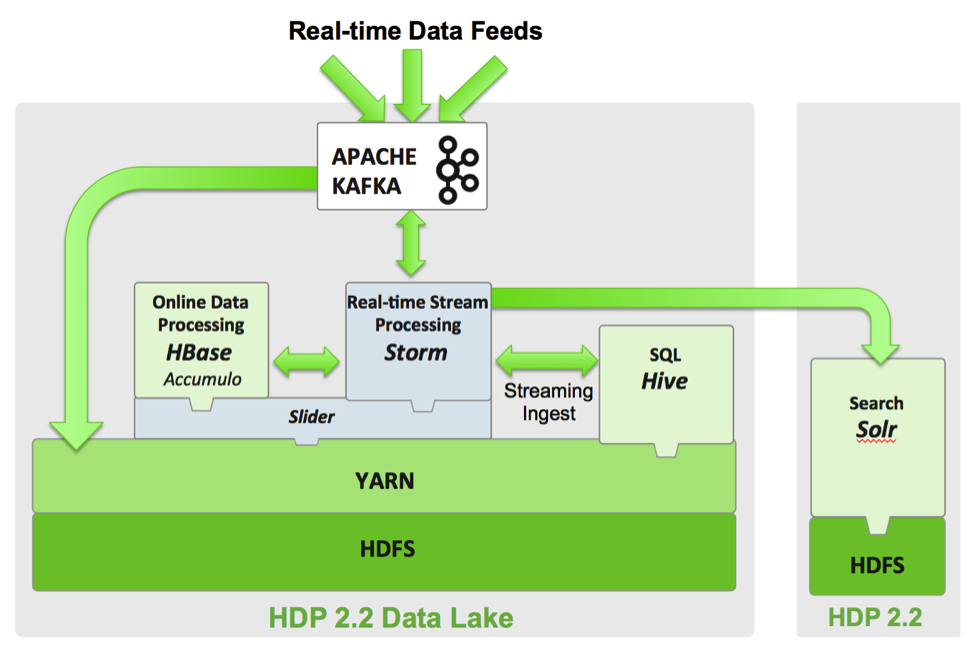 Real-time Data Feeds
APACHE
KAFKA
Online Data
Processing
HBase
Accumulo
Real-time Stream
Processing
Storm
Slider
Streaming
Ingest
SQL
Hive
YARN
HDFS
HDP 2.2 Data Lake
Search
Solr
HDFS
HDP 2.2